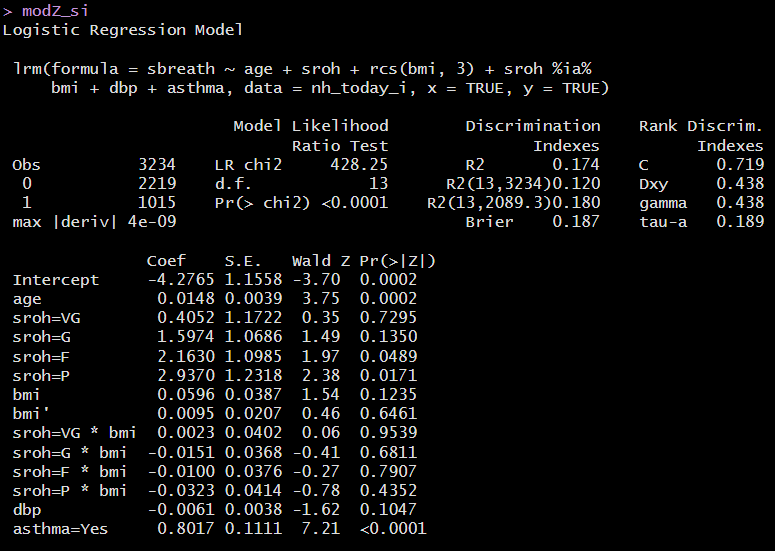 > modZ_si
Logistic Regression Model
lrm(formula = sbreath ~ age + sroh + rcs(bmi, 3) + sroh %ia%
bmi + dbp + asthma, data = nh_today_i, x = TRUE, y = TRUE)
Model Likelihood Discrimination Rank Discrim.
Ratio Test Indexes Indexes
Obs 3234 LR chi2 428.25 R2 0.174 C 0.719
0 2219 d.f. 13 R2(13,3234)0.120 Dxy 0.438
1 1015 Pr(> chi2) <0.0001 R2(13,2089.3)0.180 gamma 0.438
max |deriv| 4e-09 Brier 0.187 tau-a 0.189
Coef S.E. Wald Z Pr(>|Z|)
Intercept -4.2765 1.1558 -3.70 0.0002
age 0.0148 0.0039 3.75 0.0002
sroh=VG 0.4052 1.1722 0.35 0.7295
sroh=G 1.5974 1.0686 1.49 0.1350
sroh=F 2.1630 1.0985 1.97 0.0489
sroh=P 2.9370 1.2318 2.38 0.0171
bmi 0.0596 0.0387 1.54 0.1235
bmi' 0.0095 0.0207 0.46 0.6461
sroh=VG * bmi 0.0023 0.0402 0.06 0.9539
sroh=G * bmi -0.0151 0.0368 -0.41 0.6811
sroh=F * bmi -0.0100 0.0376 -0.27 0.7907
sroh=P * bmi -0.0323 0.0414 -0.78 0.4352
dbp -0.0061 0.0038 -1.62 0.1047
asthma=Yes 0.8017 0.1111 7.21 <0.0001